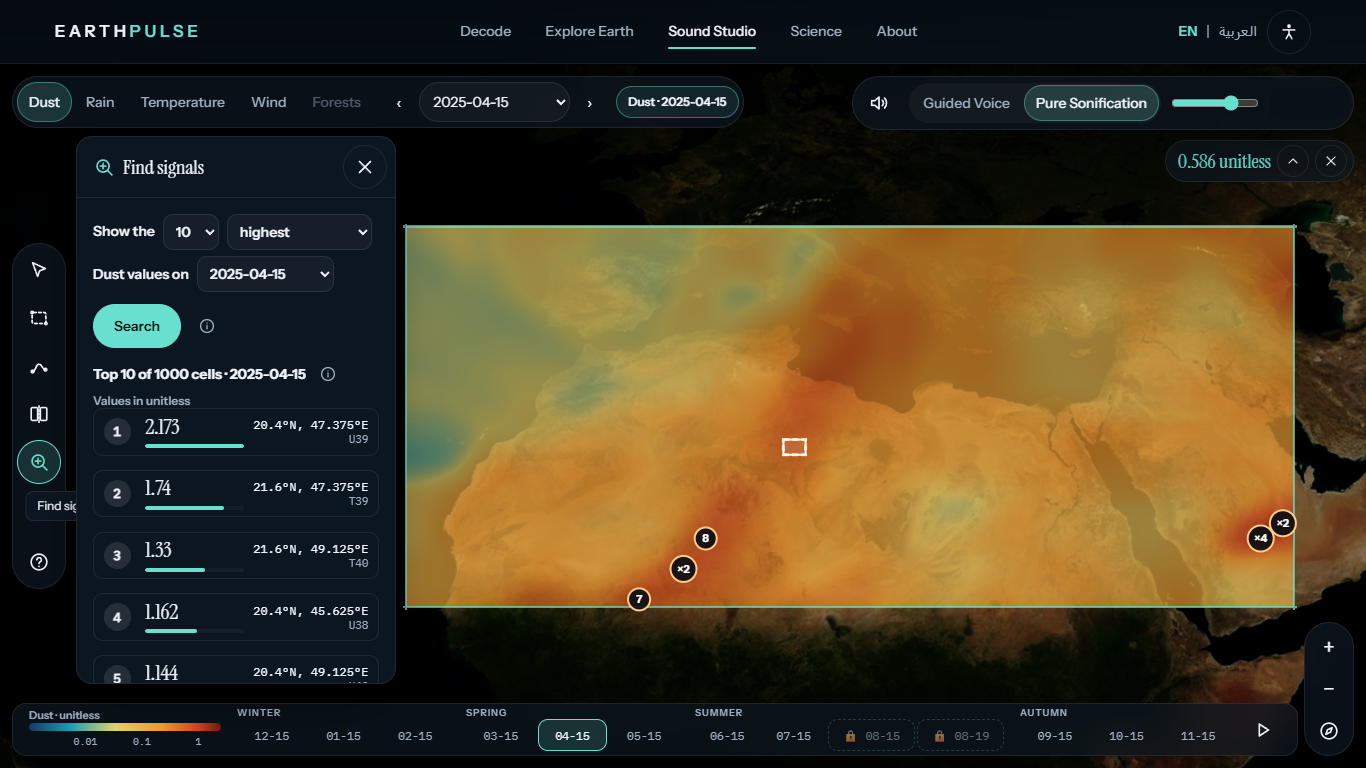 EARTHPULSE
Decode
Explore Earth
Sound Studio
Science
About
EN | العربية
Dust
Rain
Temperature
Wind
Forests
‹
2025-04-15
›
Dust·2025-04-15
Guided Voice
Pure Sonification
Find signals
0.586 unitless
Show the 10 highest
Dust values on 2025-04-15
Search
Top 10 of 1000 cells·2025-04-15
Values in unitless
1 2.173 20.4°N, 47.375°E
U39
2 1.74 21.6°N, 47.375°E
T39
3 1.33 21.6°N, 49.125°E
T40
4 1.162 20.4°N, 45.625°E
U38
5 1.144 20.4°N, 49.125°E
Find sig
×2
×4
8
×2
7
+
−
Dust·unitless
0.01 0.1 1
WINTER
12-15 01-15 02-15
SPRING
03-15 04-15 05-15
SUMMER
06-15 07-15 08-15 08-19
AUTUMN
09-15 10-15 11-15